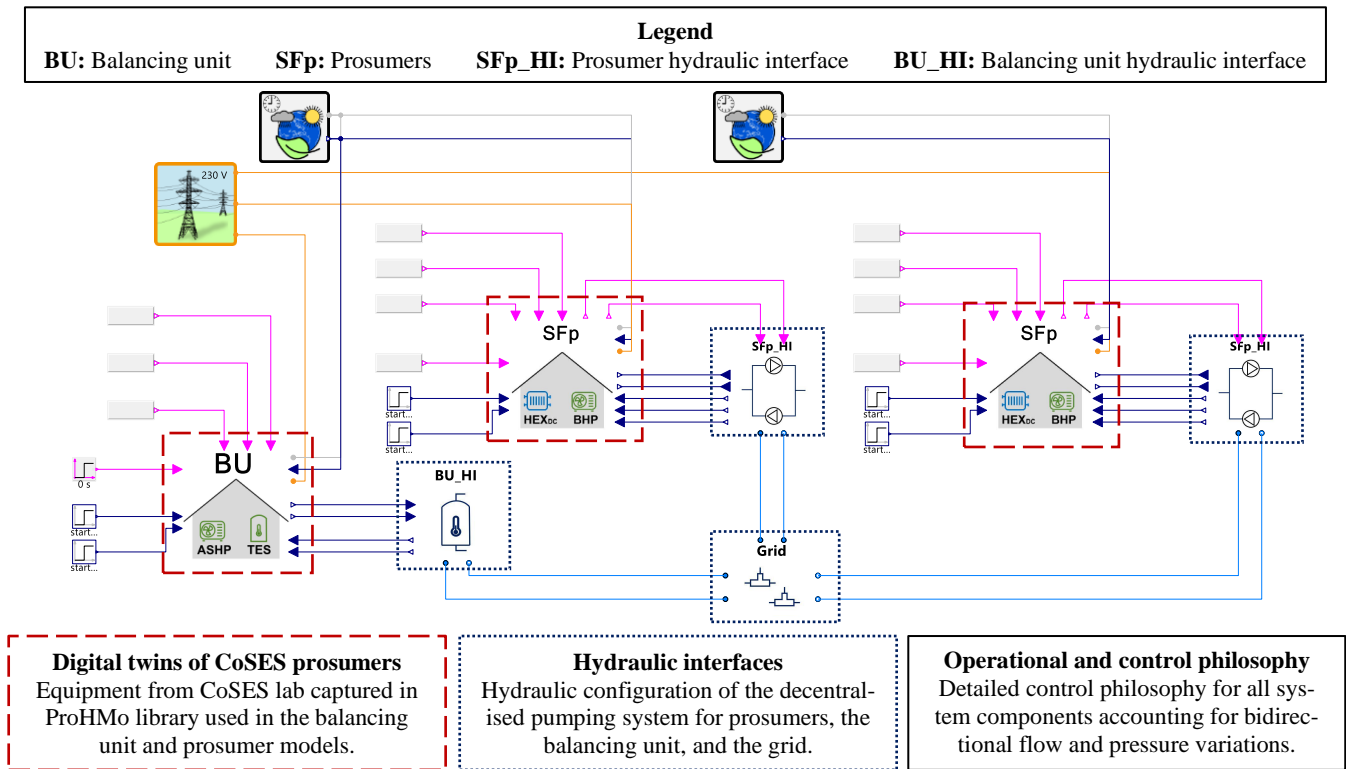 Legend
BU: Balancing unit SFp: Prosumers SFp_HI: Prosumer hydraulic interface BU_HI: Balancing unit hydraulic interface
230 V
SFp
HEXDC BHP
start...
start...
SFp_HI
SFp
HEXDC BHP
start...
start...
SFp_HI
BU
ASHP TES
0 s
start...
start...
BU_HI
Grid
Digital twins of CoSES prosumers
Equipment from CoSES lab captured in
ProHMo library used in the balancing
unit and prosumer models.
Hydraulic interfaces
Hydraulic configuration of the decentral-
ised pumping system for prosumers, the
balancing unit, and the grid.
Operational and control philosophy
Detailed control philosophy for all sys-
tem components accounting for bidirec-
tional flow and pressure variations.